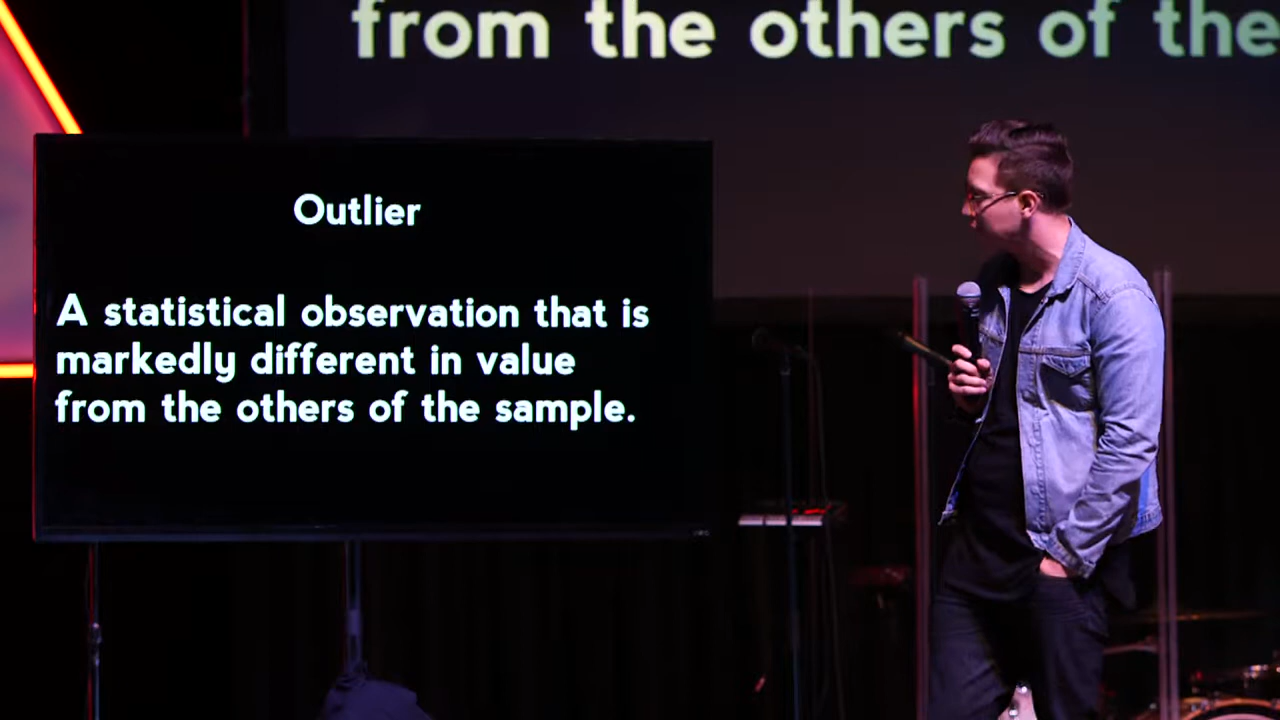 from the others of the
Outlier
A statistical observation that is
markedly different in value
from the others of the sample.